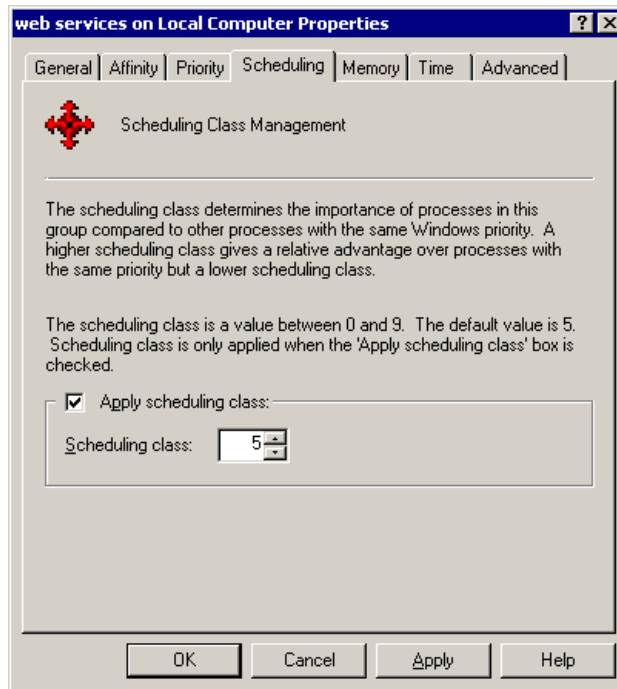 web services on Local Computer Properties
General Affinity Priority Scheduling Memory Time Advanced
Scheduling Class Management
The scheduling class determines the importance of processes in this
group compared to other processes with the same Windows priority. A
higher scheduling class gives a relative advantage over processes with
the same priority but a lower scheduling class.
The scheduling class is a value between 0 and 9. The default value is 5.
Scheduling class is only applied when the 'Apply scheduling class' box is
checked.
Apply scheduling class:
Scheduling class: 5
OK Cancel Apply Help